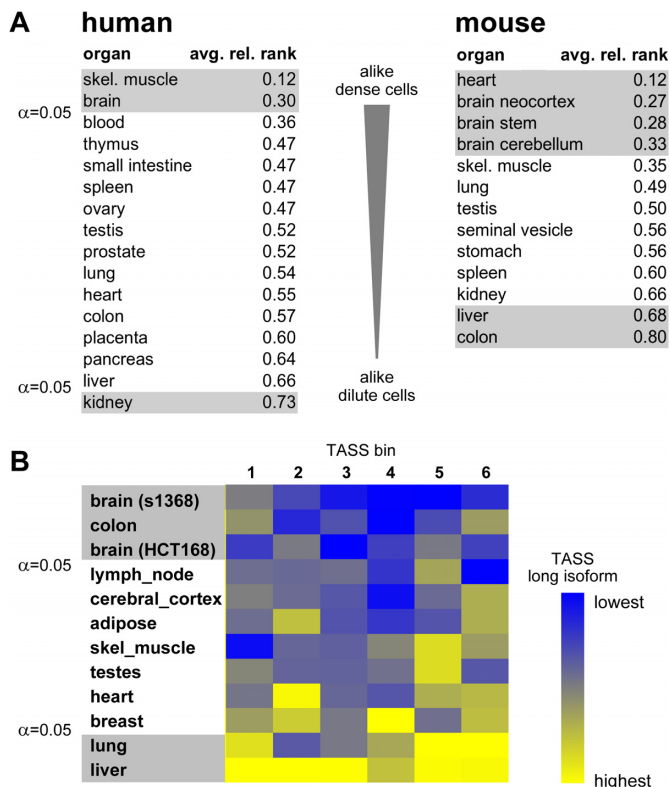 A
human
organ avg. rel. rank
skel. muscle 0.12
brain 0.30
α=0.05
blood 0.36
thymus 0.47
small intestine 0.47
spleen 0.47
ovary 0.47
testis 0.52
prostate 0.52
lung 0.54
heart 0.55
colon 0.57
placenta 0.60
pancreas 0.64
liver 0.66
α=0.05
kidney 0.73
alike
dense cells
alike
dilute cells
mouse
organ avg. rel. rank
heart 0.12
brain neocortex 0.27
brain stem 0.28
brain cerebellum 0.33
skel. muscle 0.35
lung 0.49
testis 0.50
seminal vesicle 0.56
stomach 0.56
spleen 0.60
kidney 0.66
liver 0.68
colon 0.80
B
TASS bin
1 2 3 4 5 6
brain (s1368)
colon
brain (HCT168)
α=0.05
lymph_node
cerebral_cortex
adipose
skel_muscle
testes
heart
breast
α=0.05
lung
liver
TASS
long isoform
lowest
highest